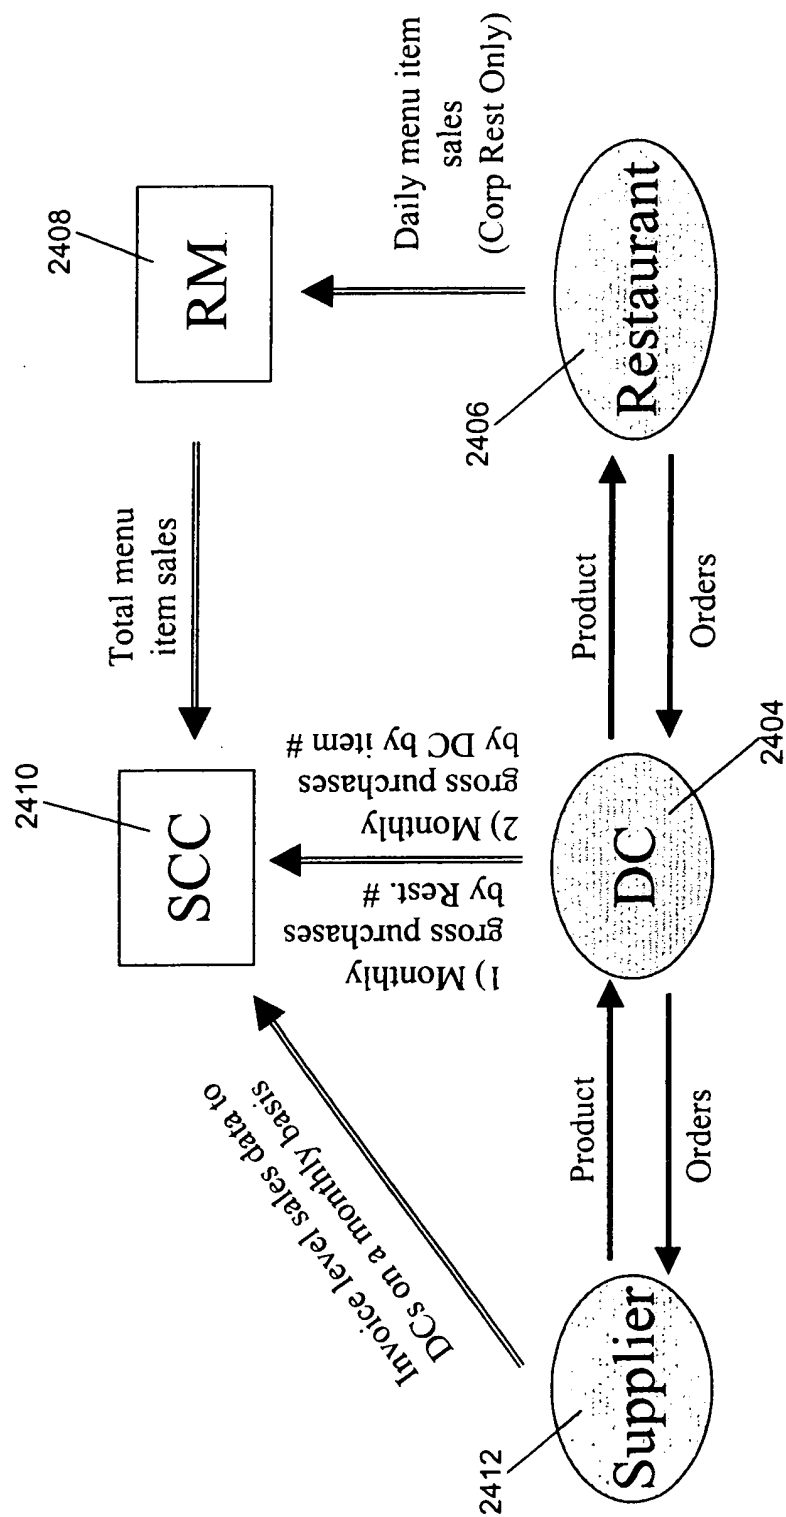 2410
SCC
Total menu
item sales
2408
RM
Invoice level sales data to
DCs on a monthly basis
1) Monthly
gross purchases
by Rest. #
2) Monthly
gross purchases
by DC by item #
Daily menu item
sales
(Corp Rest Only)
2412
Supplier
Product
Orders
DC
2404
Product
Orders
2406
Restaurant